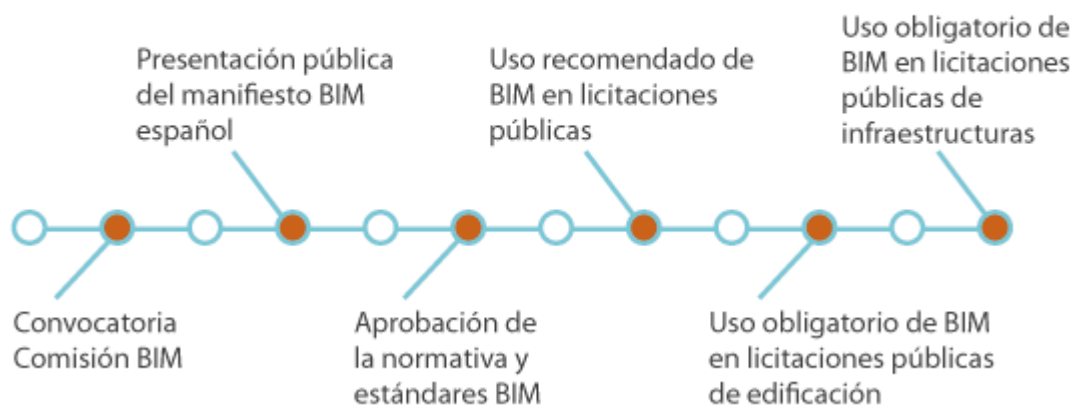 Presentación pública
del manifiesto BIM
español
Uso recomendado de
BIM en licitaciones
públicas
Uso obligatorio de
BIM en licitaciones
públicas de
infraestructuras
Convocatoria
Comisión BIM
Aprobación de
la normativa y
estándares BIM
Uso obligatorio de BIM
en licitaciones públicas
de edificación